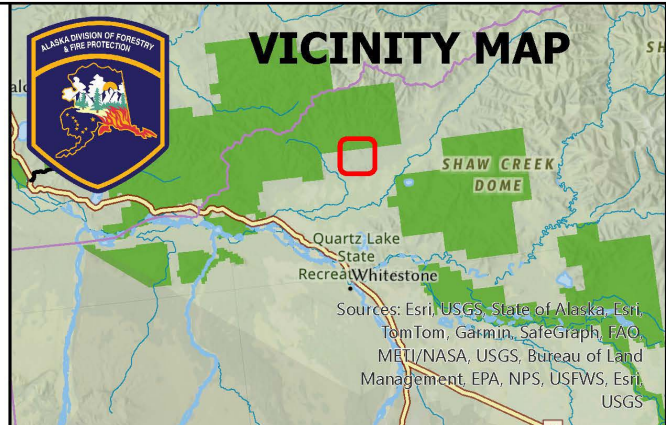 ALASKA DIVISION OF FORESTRY
& FIRE PROTECTION
VICINITY MAP
SH
ald
SHAW CREEK
DOME
Quartz Lake
State
Recreat
Whitestone
Sources: Esri, USGS, State of Alaska, Esri,
TomTom, Garmin, SafeGraph, FAO,
METI/NASA, USGS, Bureau of Land
Management, EPA, NPS, USFWS, Esri,
USGS